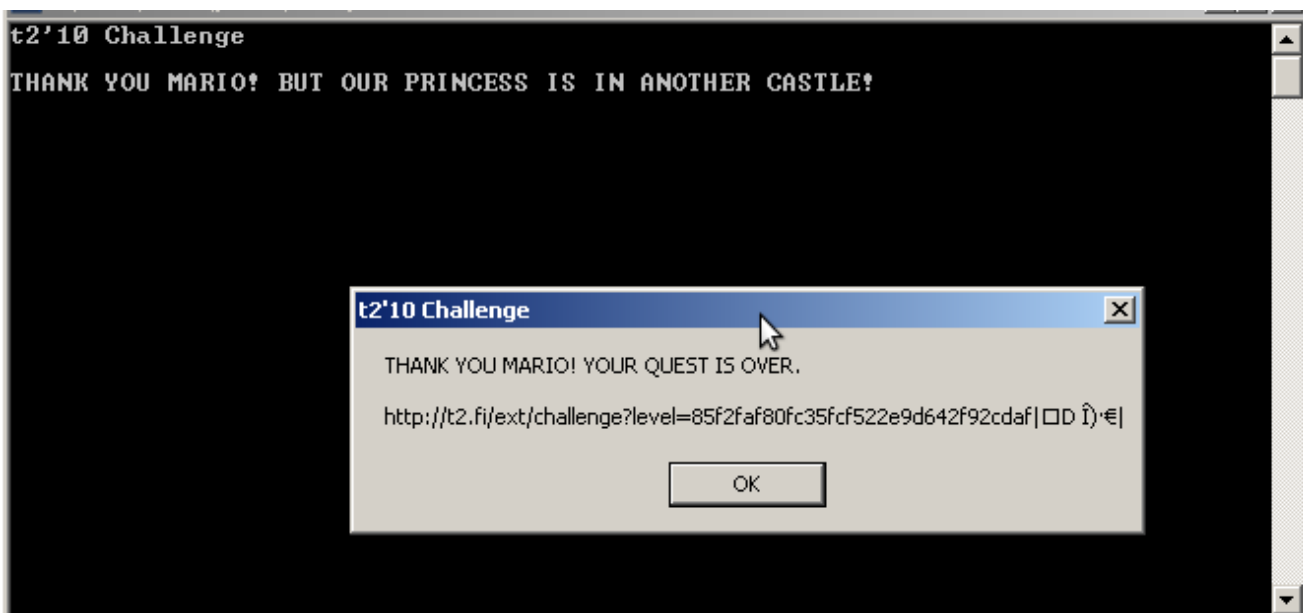 t2'10 Challenge
THANK YOU MARIO! BUT OUR PRINCESS IS IN ANOTHER CASTLE!
t2'10 Challenge
THANK YOU MARIO! YOUR QUEST IS OVER.
http://t2.fi/ext/challenge?level=85f2faf80fc35fcf522e9d642f92cdaf|□D Î)·€|
OK